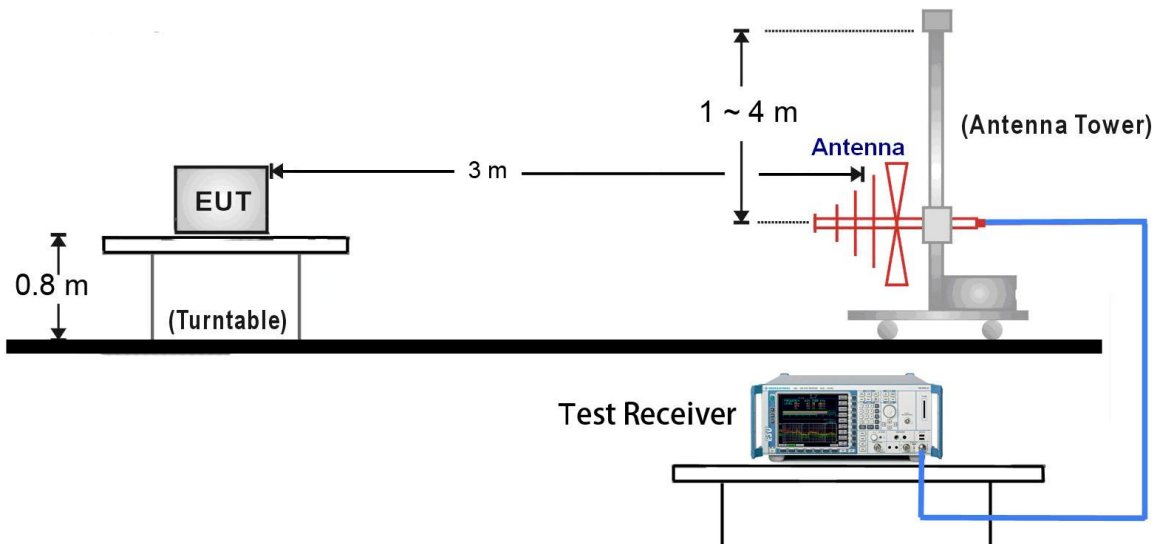 1 ~ 4 m
(Antenna Tower)
Antenna
3 m
EUT
0.8 m
(Turntable)
Test Receiver